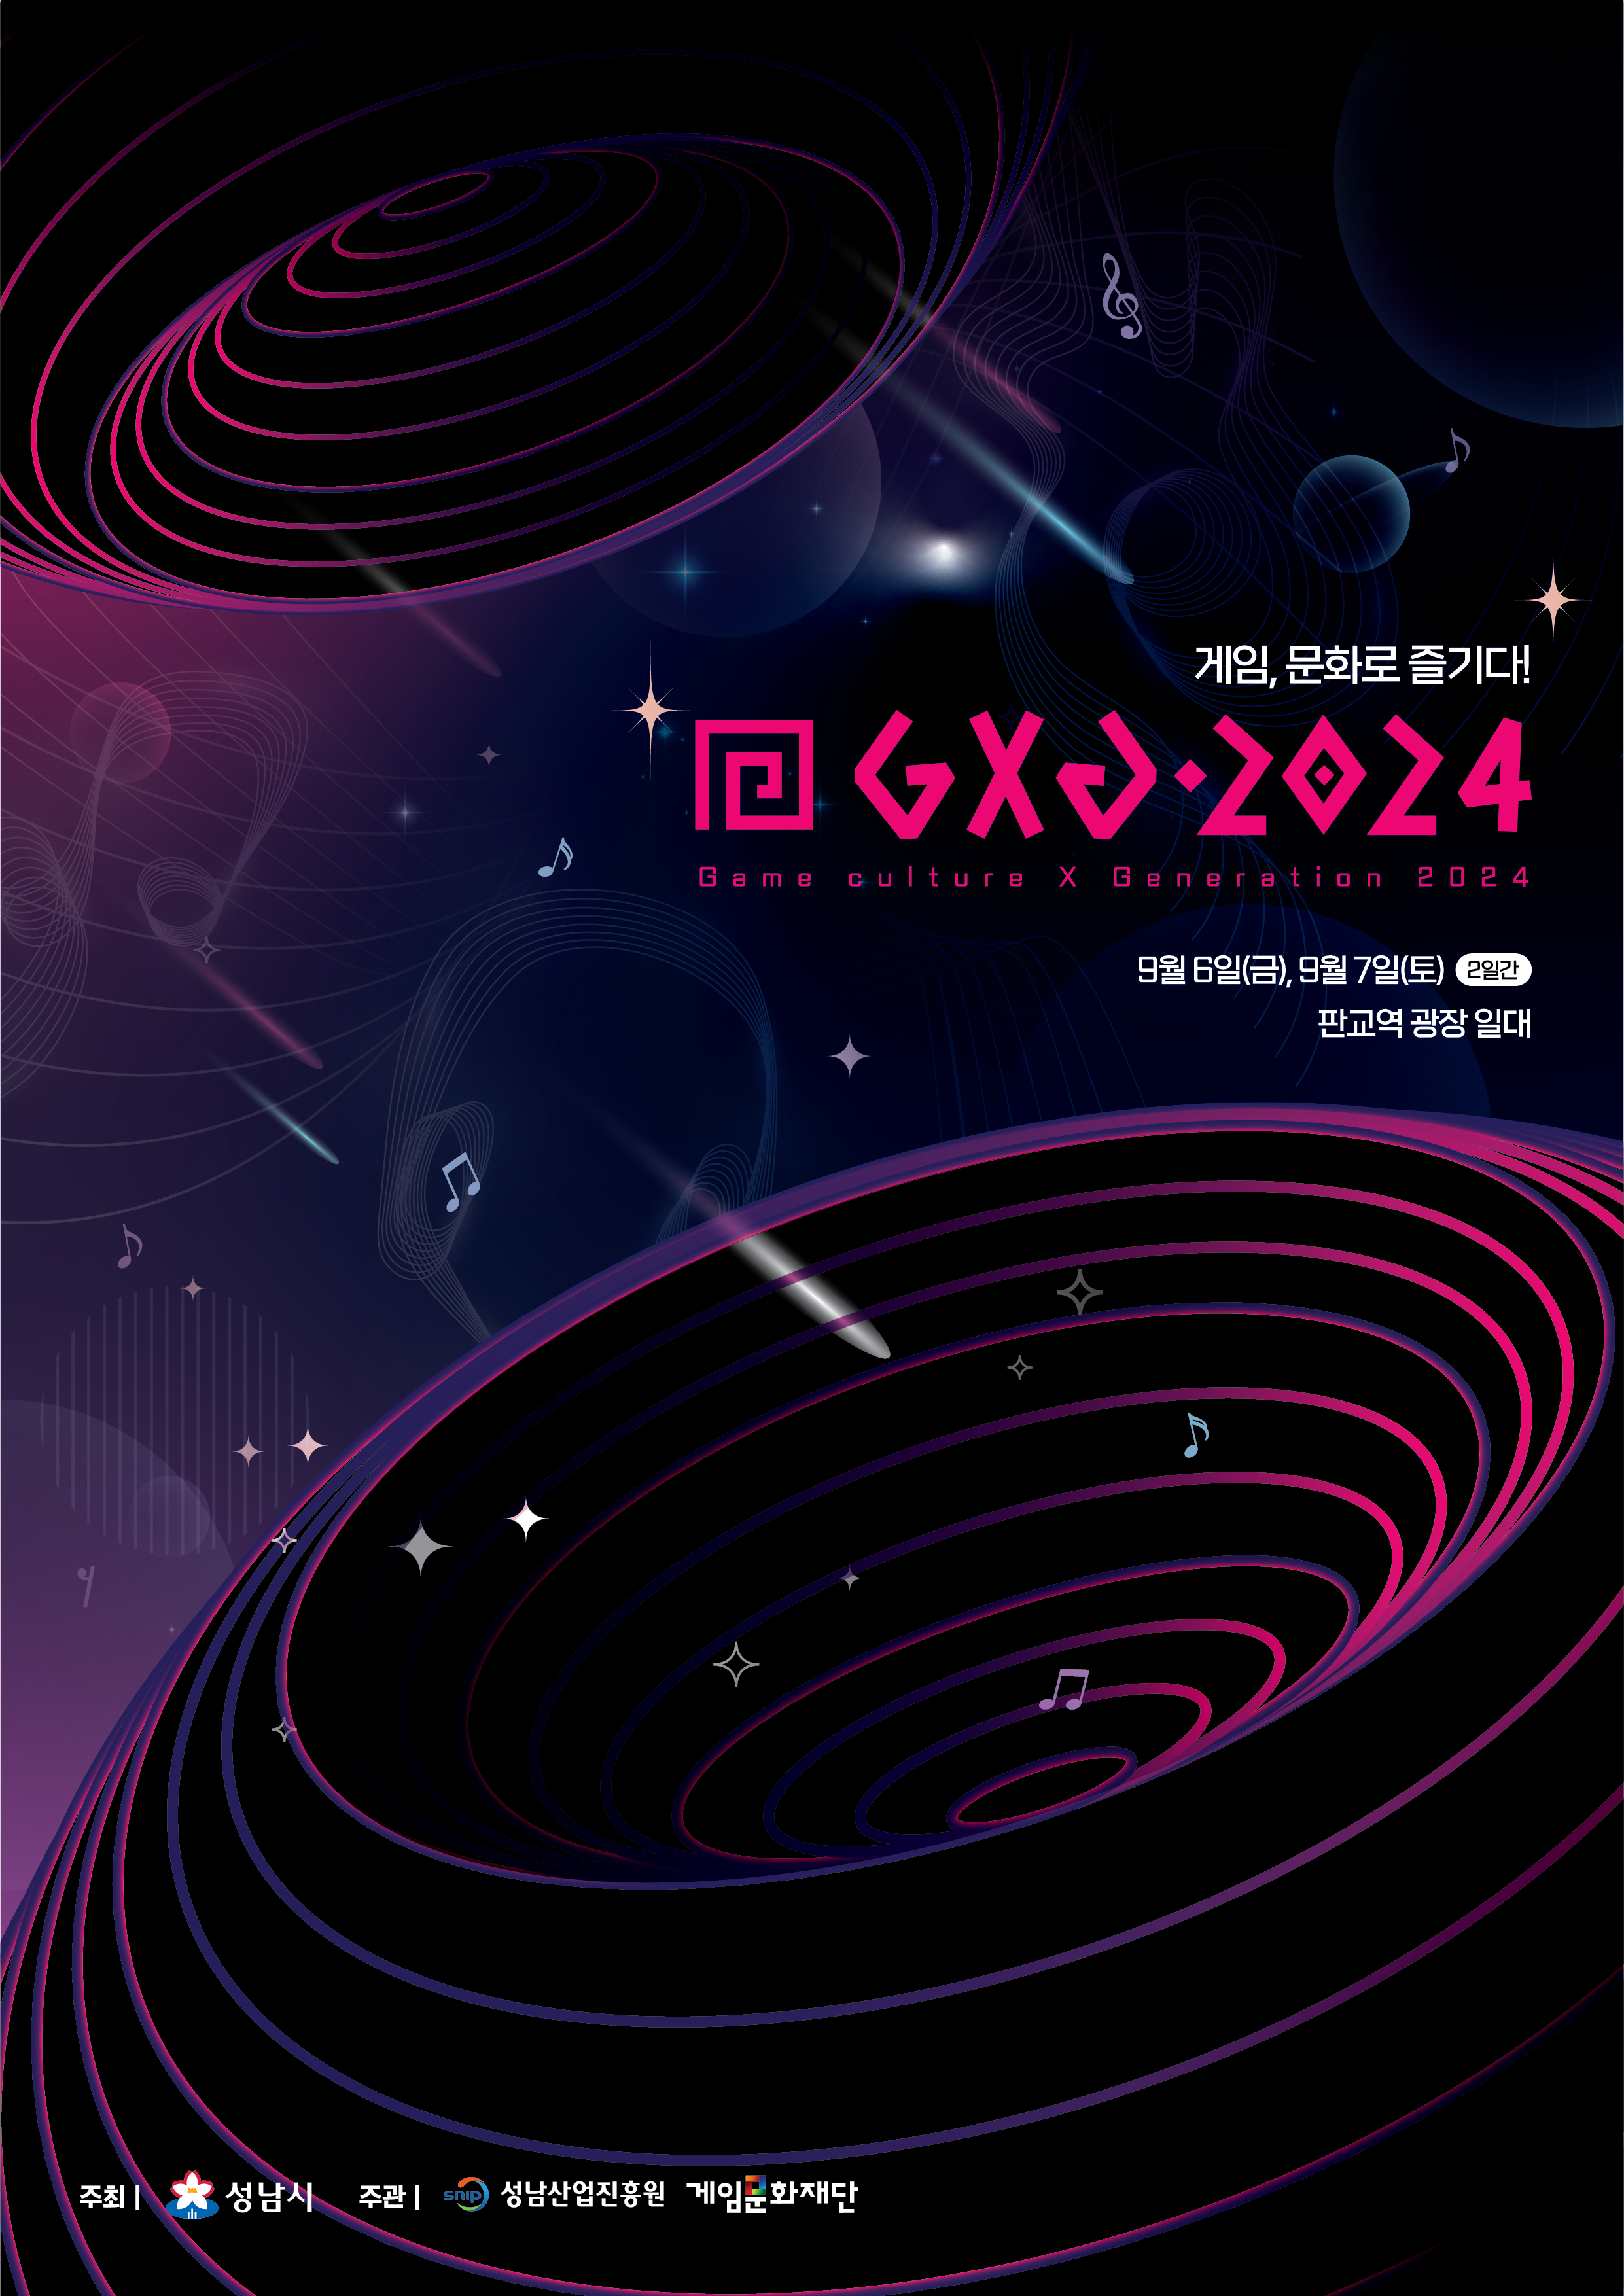 게임, 문화로 즐기다!
GXG·2024
Game culture X Generation 2024
9월 6일(금), 9월 7일(토) 2일간
판교역 광장 일대
주최 | 성남시 주관 | snip 성남산업진흥원 게임문화재단